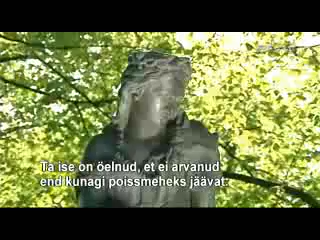 Ta ise on öelnud, et ei arvanud
end kunagi poissmeheks jäävat.